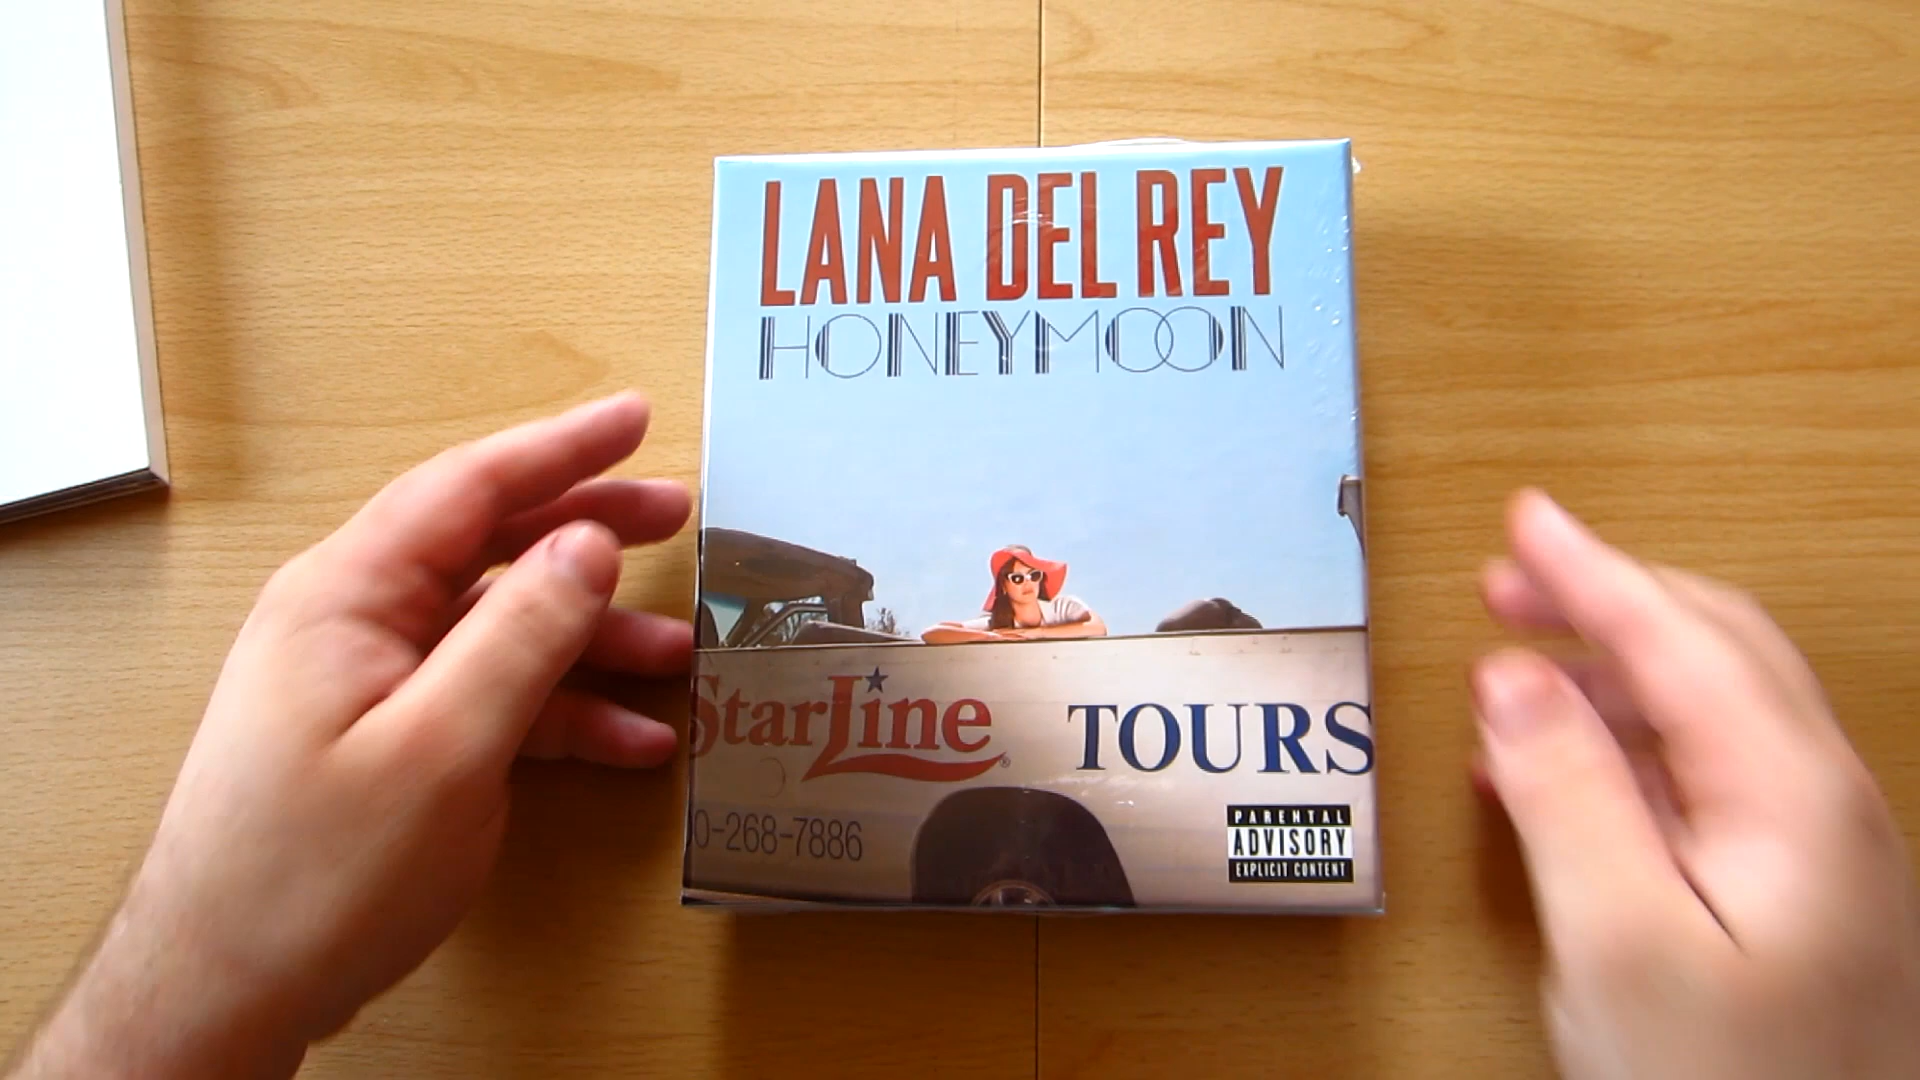 LANA DEL REY
HONEYMOON
StarLine® TOURS
0-268-7886
PARENTAL
ADVISORY
EXPLICIT CONTENT